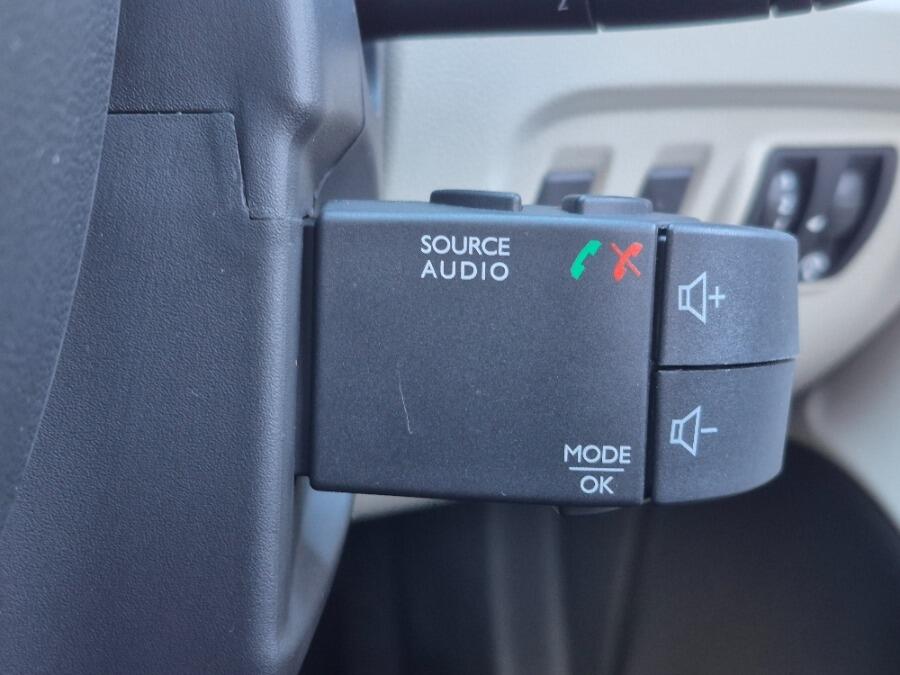 SOURCE
AUDIO
+
-
MODE
OK